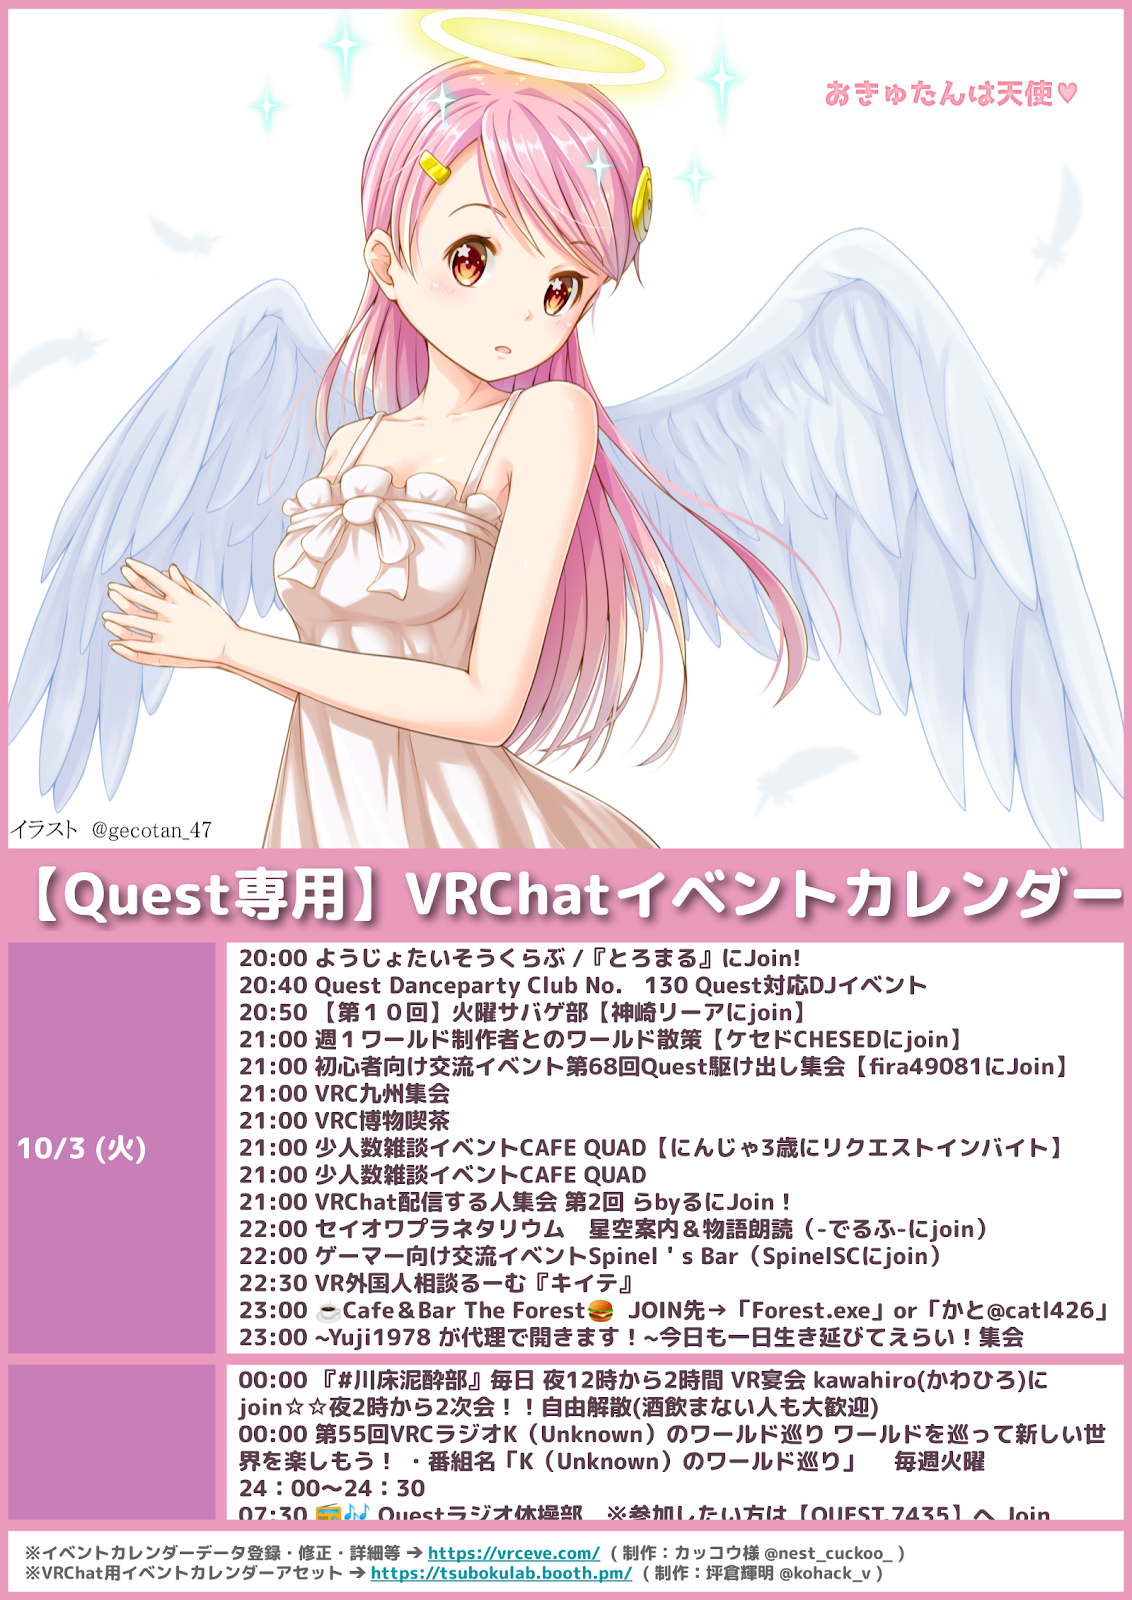 おきゅたんは天使♥
イラスト @gecotan_47
【Quest専用】VRChatイベントカレンダー
10/3 (火)
20:00 ようじょたいそうくらぶ /『とろまる』にJoin!
20:40 Quest Danceparty Club No. 130 Quest対応DJイベント
20:50 【第１０回】火曜サバゲ部【神崎リーアにjoin】
21:00 週１ワールド制作者とのワールド散策【ケセドCHESEDにjoin】
21:00 初心者向け交流イベント第68回Quest駆け出し集会【fira49081にJoin】
21:00 VRC九州集会
21:00 VRC博物喫茶
21:00 少人数雑談イベントCAFE QUAD【にんじゃ3歳にリクエストインバイト】
21:00 少人数雑談イベントCAFE QUAD
21:00 VRChat配信する人集会 第2回 らbyるにJoin！
22:00 セイオワプラネタリウム　星空案内＆物語朗読（-でるふ-にjoin）
22:00 ゲーマー向け交流イベントSpinel＇s Bar（SpinelSCにjoin）
22:30 VR外国人相談るーむ『キイテ』
23:00 ☕Cafe＆Bar The Forest🍔 JOIN先→「Forest.exe」or「かと@catl426」
23:00 ~Yuji1978 が代理で開きます！~今日も一日生き延びてえらい！集会
00:00 『#川床泥酔部』毎日 夜12時から2時間 VR宴会 kawahiro(かわひろ)に
join☆☆夜2時から2次会！！自由解散(酒飲まない人も大歓迎)
00:00 第55回VRCラジオK（Unknown）のワールド巡り ワールドを巡って新しい世
界を楽しもう！ ・番組名「K（Unknown）のワールド巡り」　毎週火曜
24：00〜24：30
07:30 📻🎶 Questラジオ体操部　※参加したい方は【QUEST.7435】へ Join
※イベントカレンダーデータ登録・修正・詳細等 → https://vrceve.com/ ( 制作：カッコウ様 @nest_cuckoo_ )
※VRChat用イベントカレンダーアセット → https://tsubokulab.booth.pm/ ( 制作：坪倉輝明 @kohack_v )